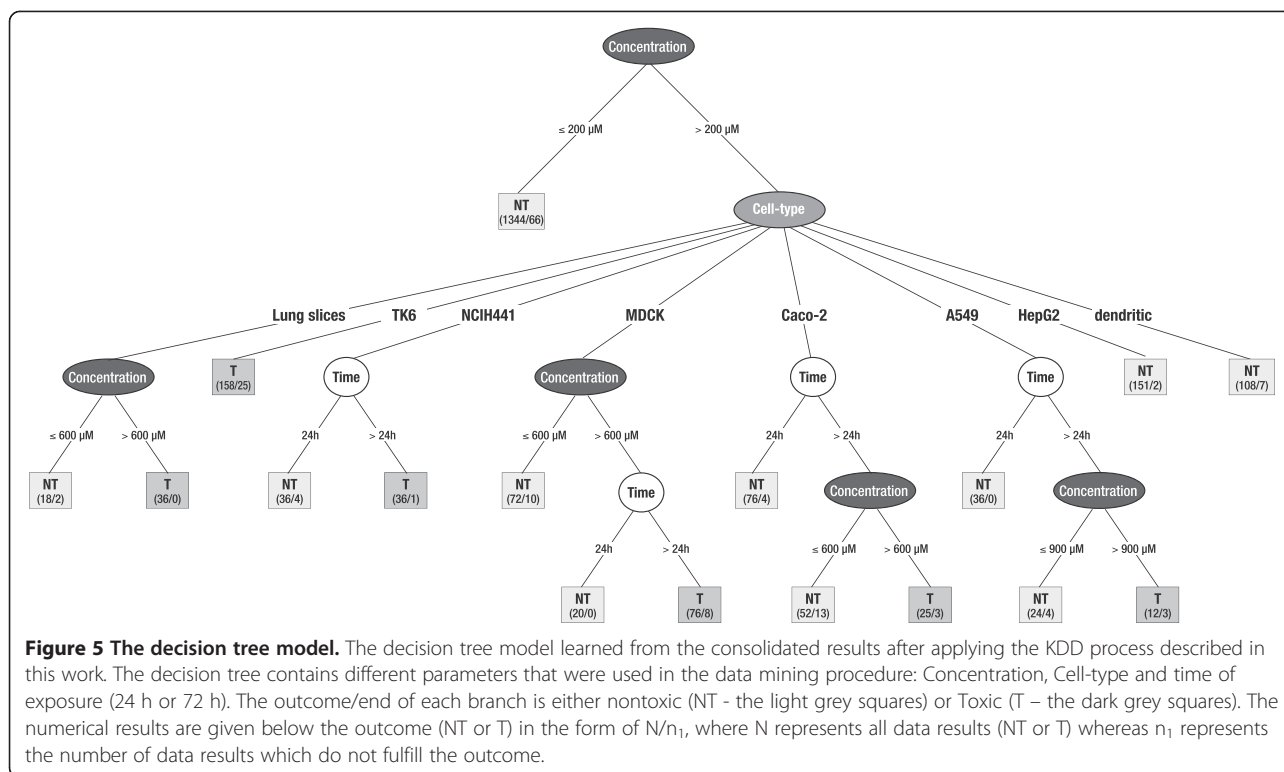 Concentration
≤ 200 µM
> 200 µM
NT
(1344/66)
Cell-type
Lung slices
TK6
NCIH441
MDCK
Caco-2
A549
HepG2
dendritic
Concentration
T
(158/25)
Time
Concentration
Time
Time
NT
(151/2)
NT
(108/7)
≤ 600 µM
> 600 µM
24h
> 24h
≤ 600 µM
> 600 µM
24h
> 24h
24h
> 24h
NT
(18/2)
T
(36/0)
NT
(36/4)
T
(36/1)
NT
(72/10)
Time
NT
(76/4)
Concentration
NT
(36/0)
Concentration
24h
> 24h
≤ 600 µM
> 600 µM
≤ 900 µM
> 900 µM
NT
(20/0)
T
(76/8)
NT
(52/13)
T
(25/3)
NT
(24/4)
T
(12/3)
Figure 5 The decision tree model. The decision tree model learned from the consolidated results after applying the KDD process described in
this work. The decision tree contains different parameters that were used in the data mining procedure: Concentration, Cell-type and time of
exposure (24 h or 72 h). The outcome/end of each branch is either nontoxic (NT - the light grey squares) or Toxic (T – the dark grey squares). The
numerical results are given below the outcome (NT or T) in the form of N/n₁, where N represents all data results (NT or T) whereas n₁ represents
the number of data results which do not fulfill the outcome.